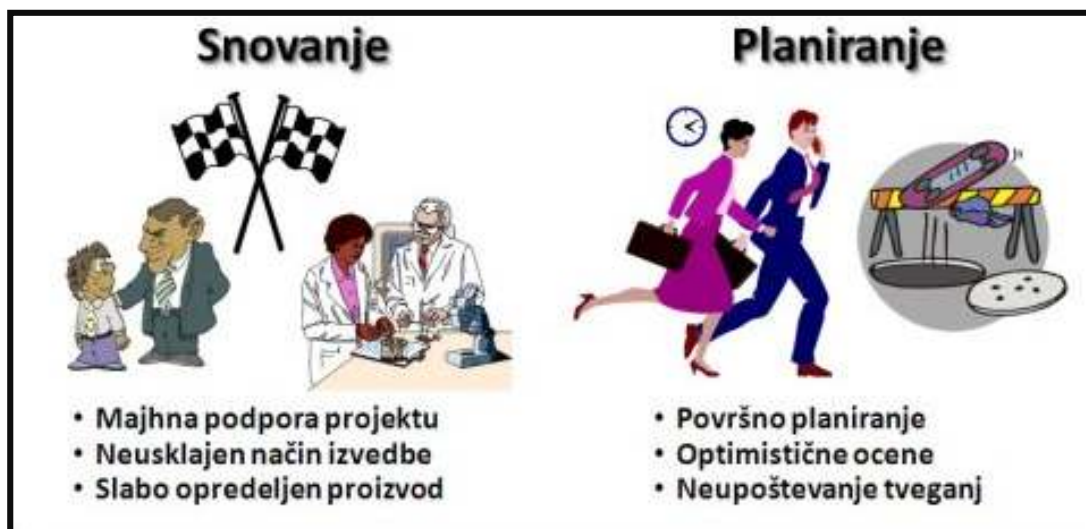 Snovanje
• Majhna podpora projektu
• Neusklajen način izvedbe
• Slabo opredeljen proizvod
Planiranje
• Površno planiranje
• Optimistične ocene
• Neupoštevanje tveganj